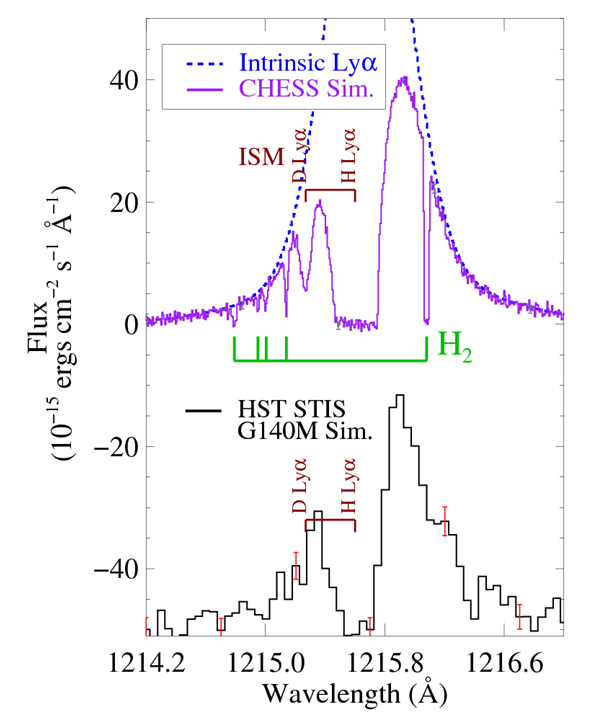 40
20
0
−20
−40
Flux
(10⁻¹⁵ ergs cm⁻² s⁻¹ Å⁻¹)
Intrinsic Lyα
CHESS Sim.
ISM
D Lyα
H Lyα
H₂
HST STIS
G140M Sim.
D Lyα
H Lyα
1214.2 1215.0 1215.8 1216.6
Wavelength (Å)